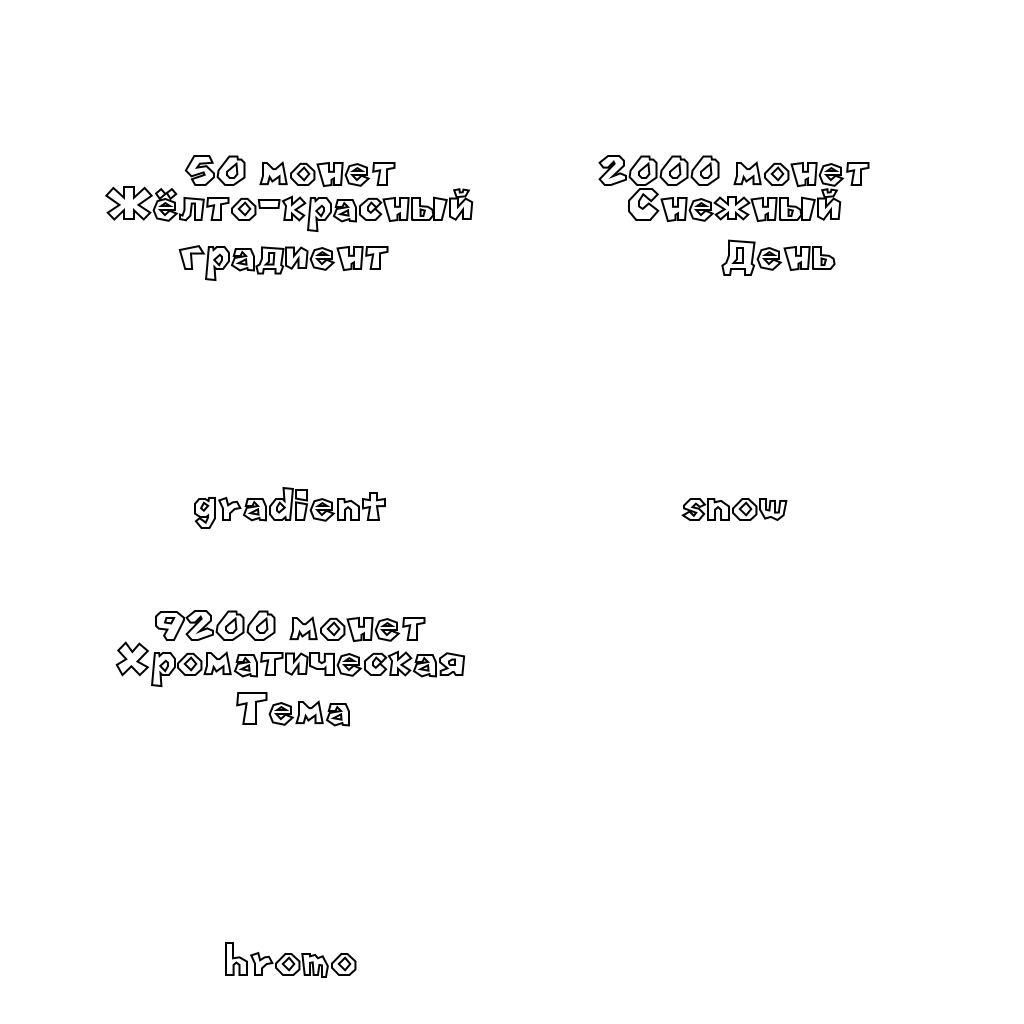 50 монет
Жёлто-красный
градиент
gradient
2000 монет
Снежный
День
snow
9200 монет
Хроматическая
Тема
hromo